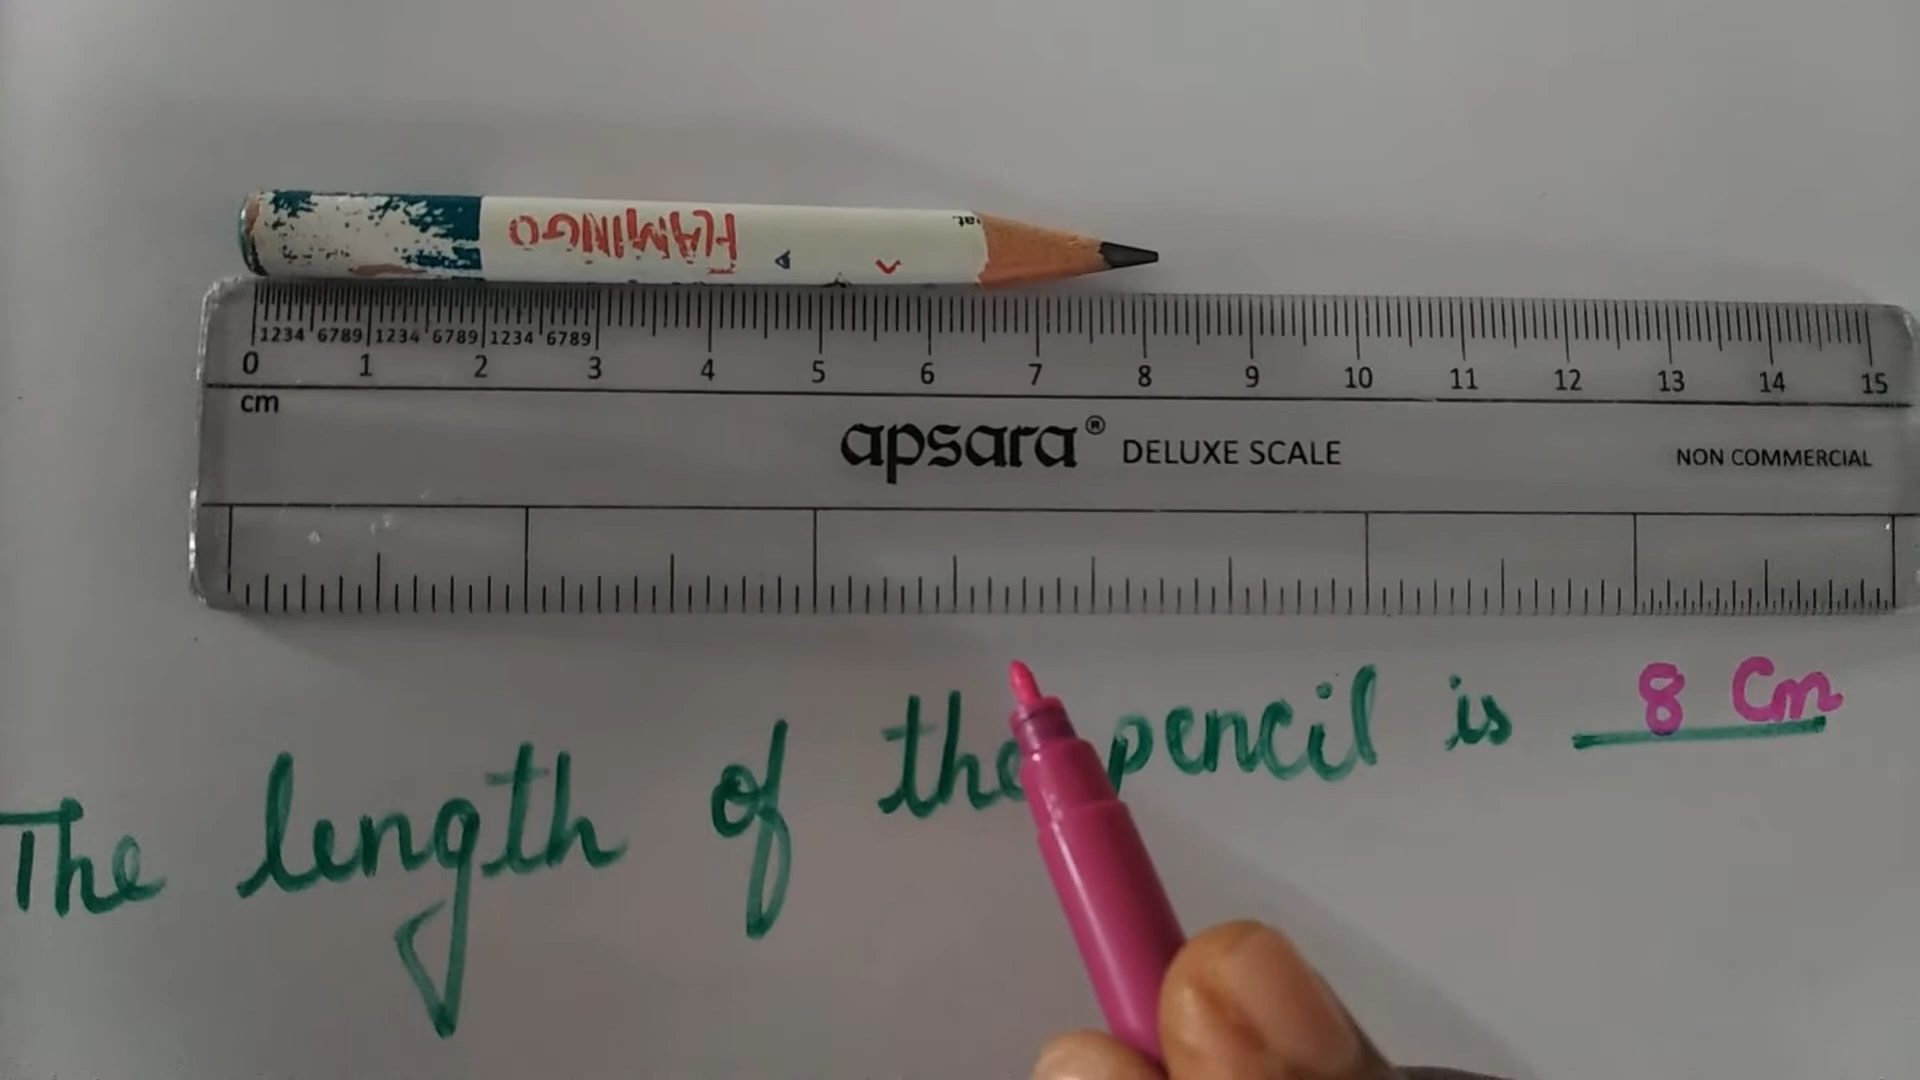 FLAMINGO
1234 6789 1234 6789 1234 6789
0 1 2 3 4 5 6 7 8 9 10 11 12 13 14 15
cm
apsara® DELUXE SCALE
NON COMMERCIAL
The length of the pencil is 8 Cm